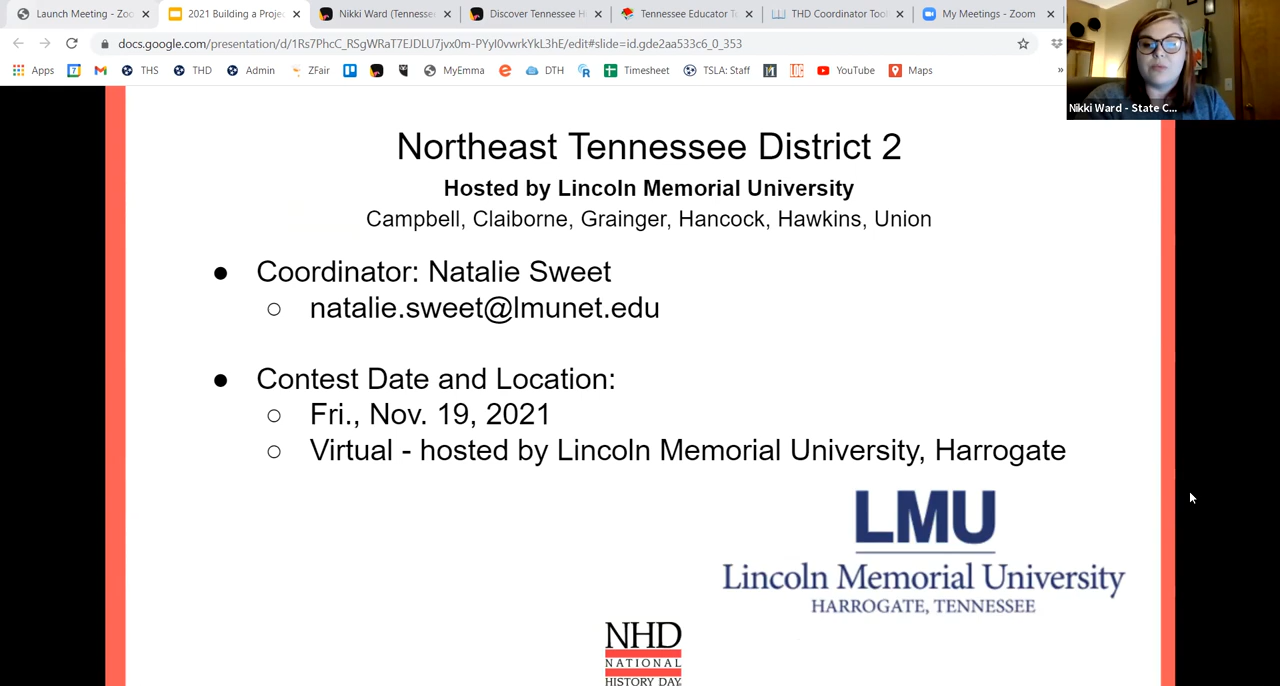 Launch Meeting - Zoo
2021 Building a Proje
Nikki Ward (Tennesse
Discover Tennessee H
Tennessee Educator T
THD Coordinator Too
My Meetings - Zoom
docs.google.com/presentation/d/1Rs7PhcC_RSgWRaT7EJDLU7jvx0m-PYyI0vwrkYkL3hE/edit#slide=id.gde2aa533c6_0_353
Apps
7
THS
THD
Admin
ZFair
MyEmma
DTH
Timesheet
TSLA: Staff
YouTube
Maps
»
Nikki Ward - State C...
Northeast Tennessee District 2
Hosted by Lincoln Memorial University
Campbell, Claiborne, Grainger, Hancock, Hawkins, Union
● Coordinator: Natalie Sweet
○ natalie.sweet@lmunet.edu
● Contest Date and Location:
○ Fri., Nov. 19, 2021
○ Virtual - hosted by Lincoln Memorial University, Harrogate
LMU
Lincoln Memorial University
HARROGATE, TENNESSEE
NHD
NATIONAL
HISTORY DAY